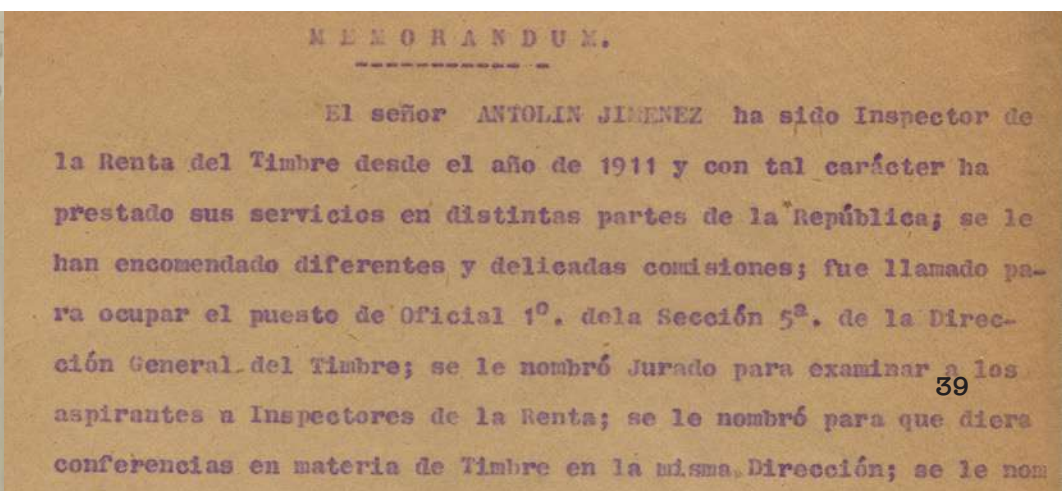 MEMORANDUM.
El señor ANTOLIN JIMENEZ ha sido Inspector de
la Renta del Timbre desde el año de 1911 y con tal carácter ha
prestado sus servicios en distintas partes de la República; se le
han encomendado diferentes y delicadas comisiones; fue llamado pa-
ra ocupar el puesto de Oficial 1º. dela Sección 5ª. de la Direc-
ción General del Timbre; se le nombró Jurado para examinar a los
39
aspirantes a Inspectores de la Renta; se le nombró para que diera
conferencias en materia de Timbre en la misma Dirección; se le nom